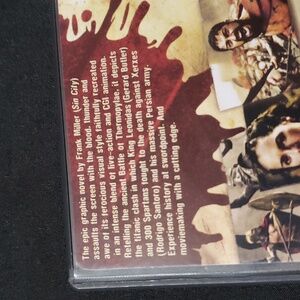 The epic graphic novel by Frank Miller (Sin City)
assaults the screen with the blood, thunder and
awe of its ferocious visual style faithfully recreated
in an intense blend of live-action and CGI animation.
Retelling the ancient Battle of Thermopylae, it depicts
the titanic clash in which King Leonidas (Gerard Butler)
and 300 Spartans fought to the death against Xerxes
(Rodrigo Santoro) and his massive Persian army.
Experience history at swordpoint. And
moviemaking with a cutting edge.